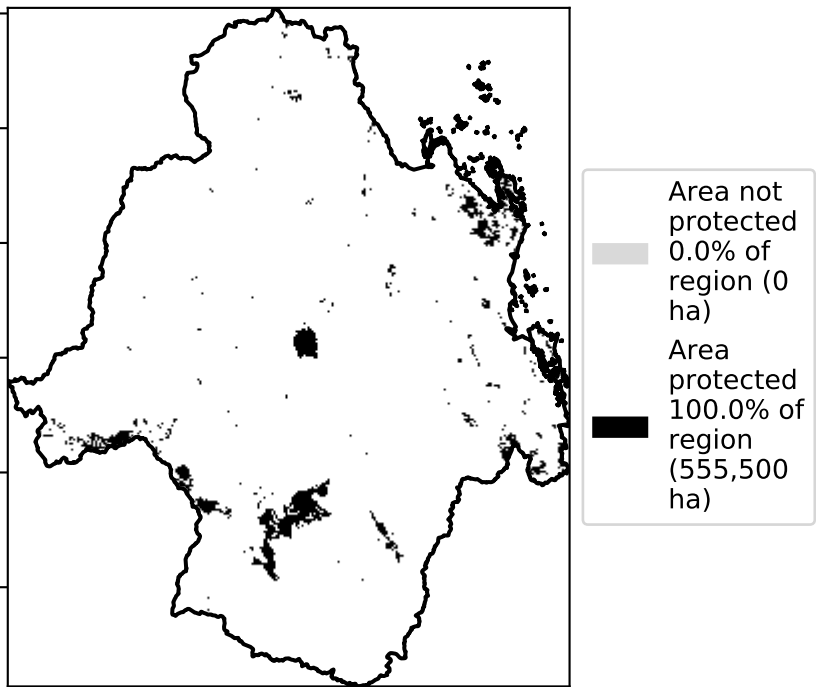 Area not
protected
0.0% of
region (0
ha)
Area
protected
100.0% of
region
(555,500
ha)